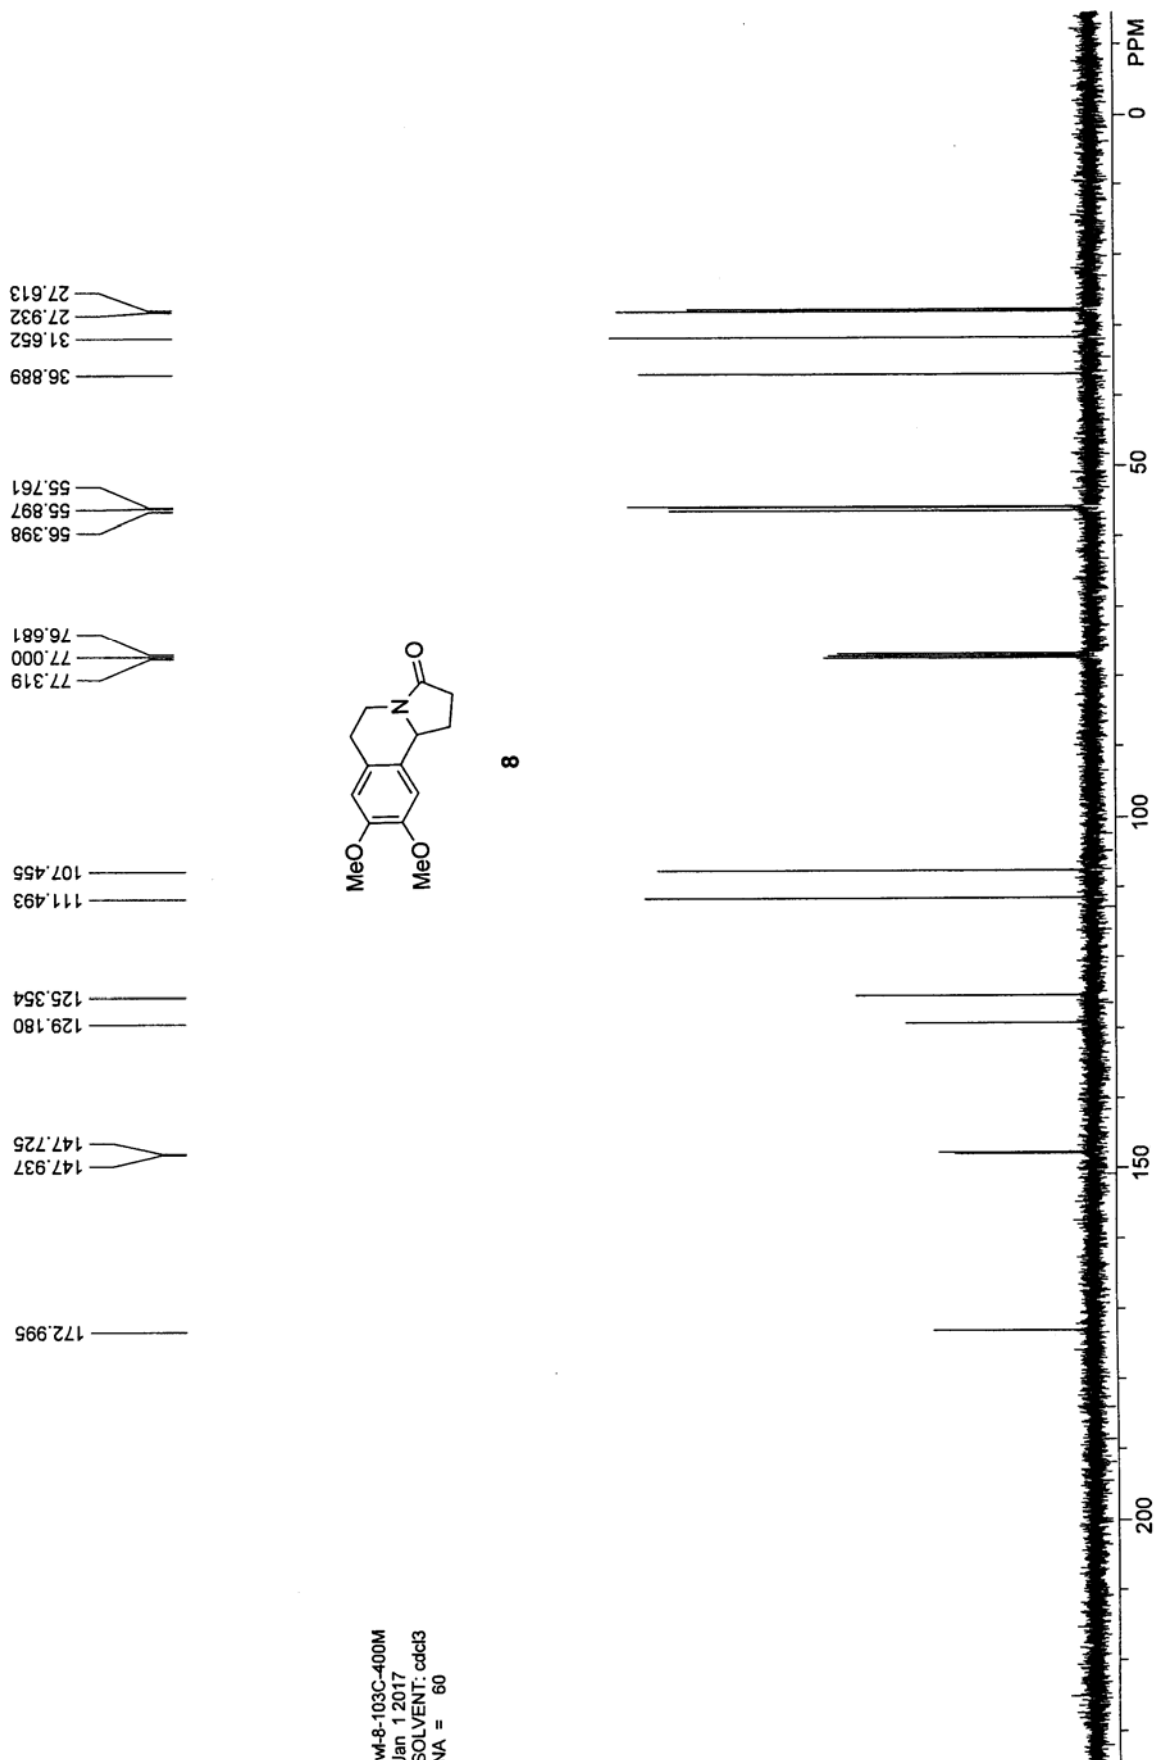 27.613
27.932
31.652
36.889
55.761
55.897
56.398
76.681
77.000
77.319
107.455
111.493
125.354
129.180
147.725
147.937
172.995
MeO
MeO
N
O
8
wl-8-103C-400M
Jan 1 2017
SOLVENT: cdcl3
NA = 60
200
150
100
50
0
PPM